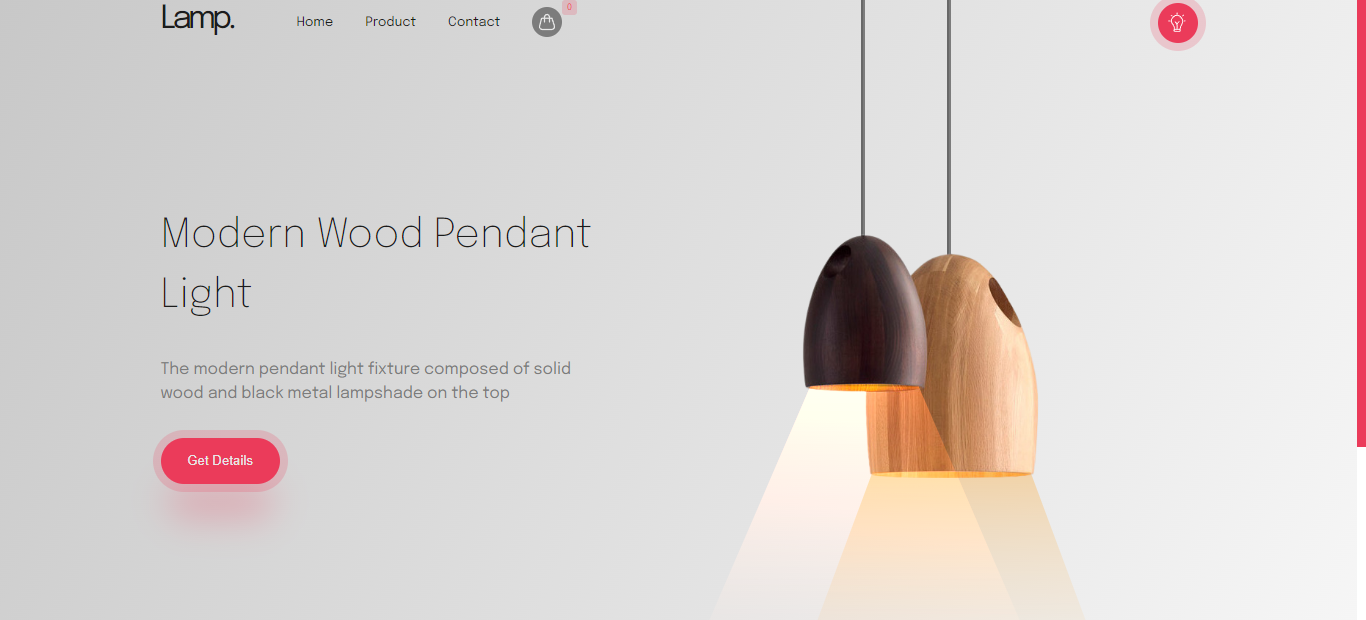 Lamp.
Home
Product
Contact
0
Modern Wood Pendant
Light
The modern pendant light fixture composed of solid
wood and black metal lampshade on the top
Get Details